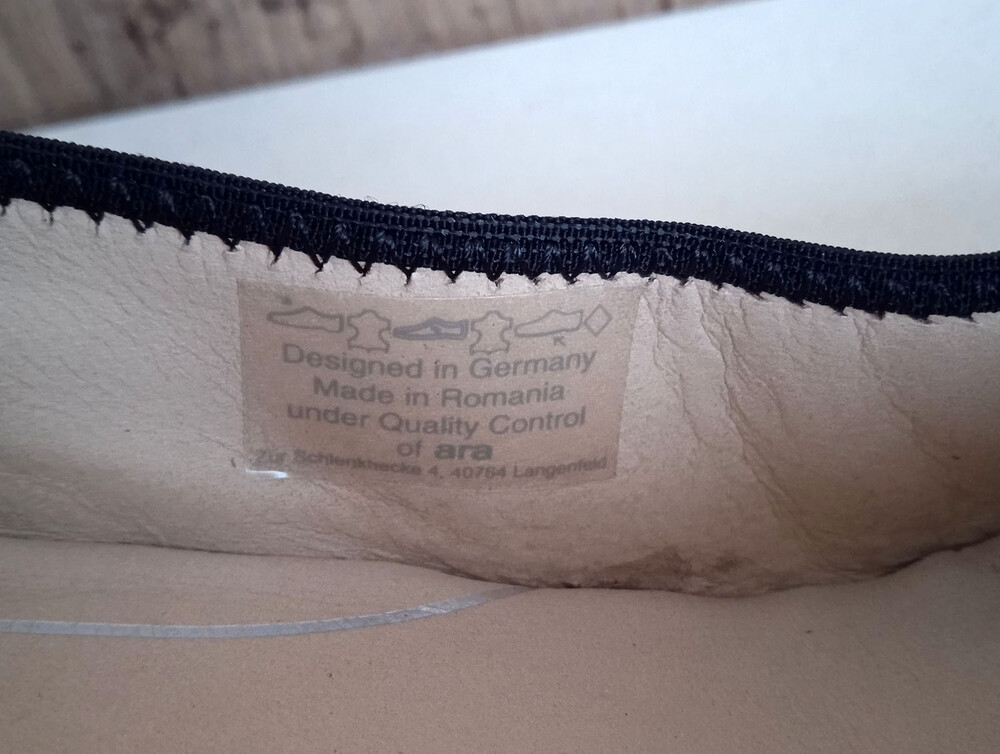 Designed in Germany
Made in Romania
under Quality Control
of ara
Zur Schlenkhecke 4, 40764 Langenfeld